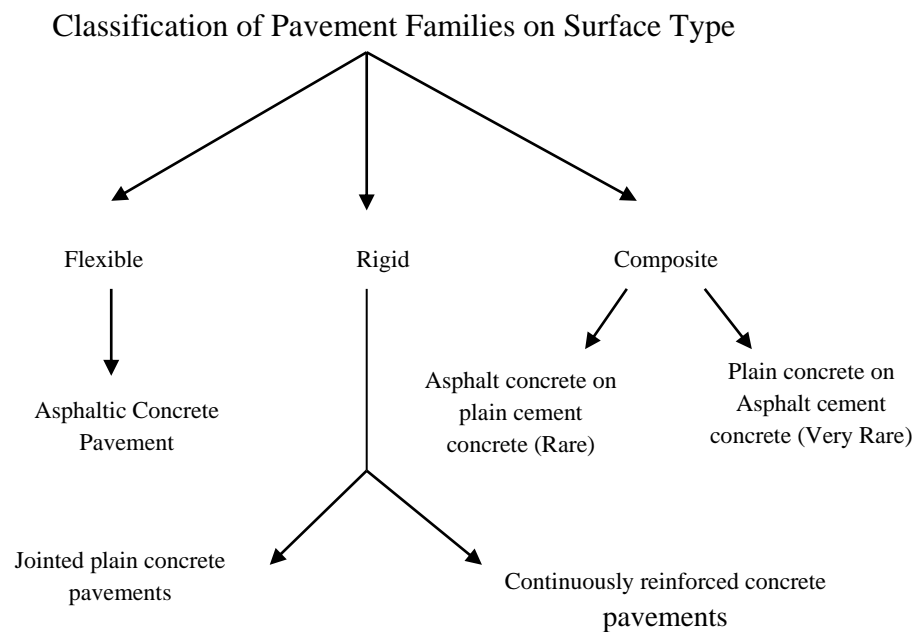 Classification of Pavement Families on Surface Type
Flexible
Rigid
Composite
Asphaltic Concrete
Pavement
Asphalt concrete on
plain cement
concrete (Rare)
Plain concrete on
Asphalt cement
concrete (Very Rare)
Jointed plain concrete
pavements
Continuously reinforced concrete
pavements